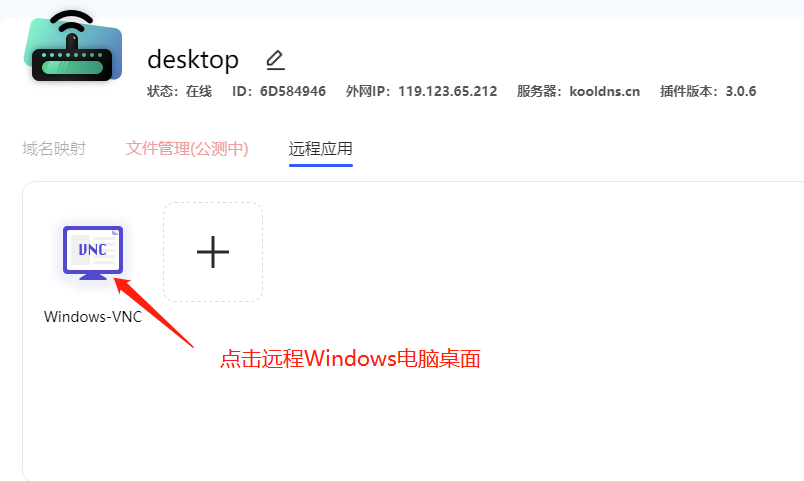 desktop
状态：在线 ID：6D584946 外网IP：119.123.65.212 服务器：kooldns.cn 插件版本：3.0.6
域名映射 文件管理(公测中) 远程应用
VNC
Windows-VNC
点击远程Windows电脑桌面